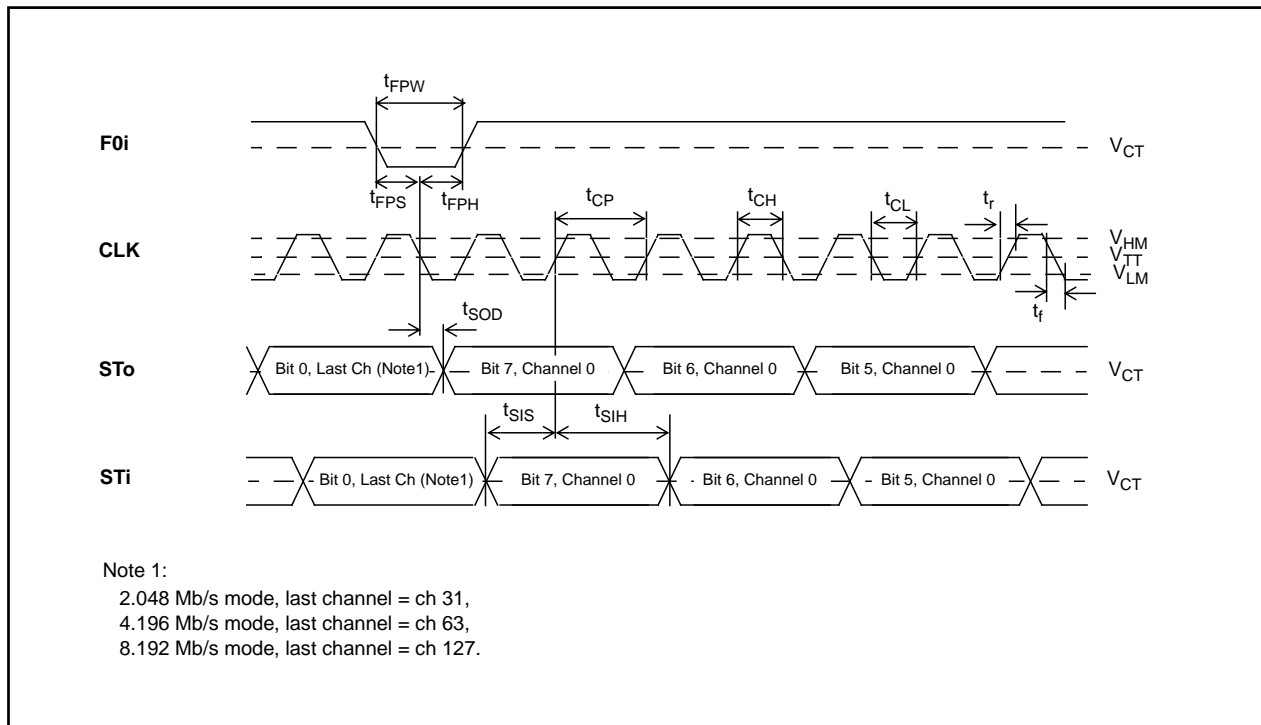 tFPW
F0i
VCT
tFPS
tFPH
tCP
tCH
tCL
tr
CLK
VHM
VTT
VLM
tf
tSOD
STo
Bit 0, Last Ch (Note1)
Bit 7, Channel 0
Bit 6, Channel 0
Bit 5, Channel 0
VCT
tSIS
tSIH
STi
Bit 0, Last Ch (Note1)
Bit 7, Channel 0
Bit 6, Channel 0
Bit 5, Channel 0
VCT
Note 1:
2.048 Mb/s mode, last channel = ch 31,
4.196 Mb/s mode, last channel = ch 63,
8.192 Mb/s mode, last channel = ch 127.